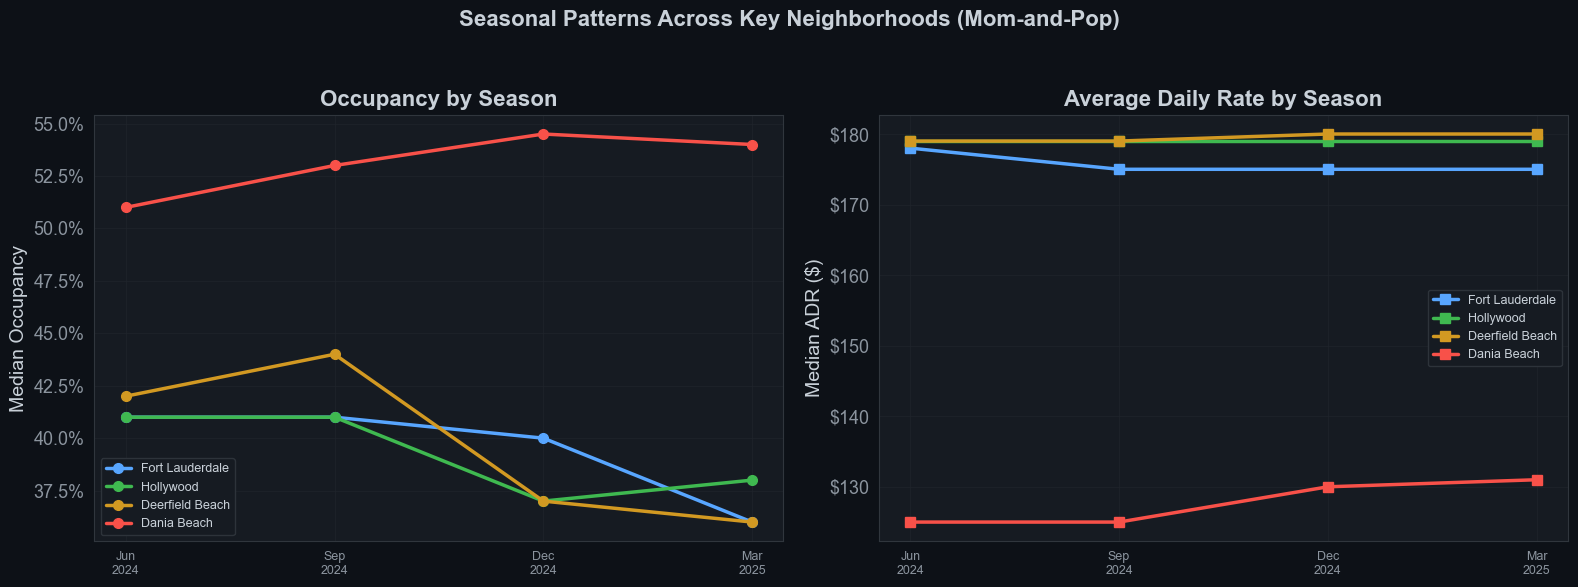 Seasonal Patterns Across Key Neighborhoods (Mom-and-Pop)
Occupancy by Season
Median Occupancy
55.0%
52.5%
50.0%
47.5%
45.0%
42.5%
40.0%
37.5%
Fort Lauderdale
Hollywood
Deerfield Beach
Dania Beach
Jun
2024
Sep
2024
Dec
2024
Mar
2025
Average Daily Rate by Season
Median ADR ($)
$180
$170
$160
$150
$140
$130
Fort Lauderdale
Hollywood
Deerfield Beach
Dania Beach
Jun
2024
Sep
2024
Dec
2024
Mar
2025